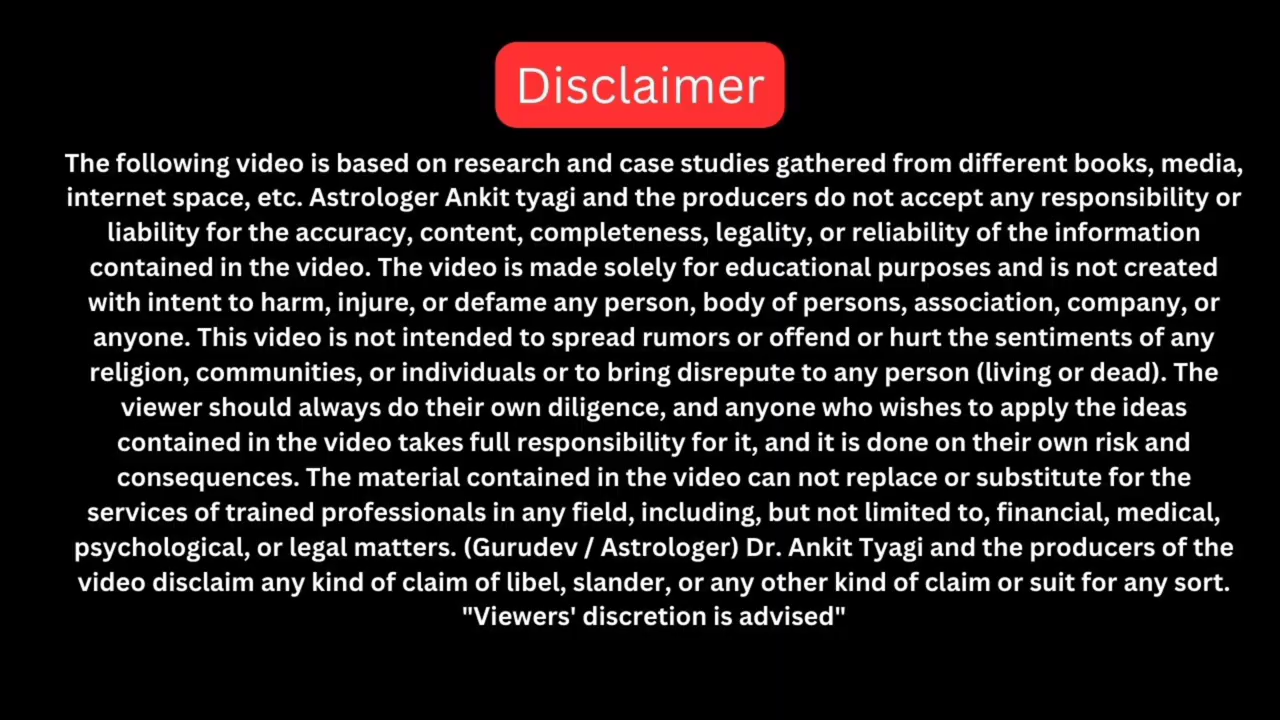 Disclaimer
The following video is based on research and case studies gathered from different books, media,
internet space, etc. Astrologer Ankit tyagi and the producers do not accept any responsibility or
liability for the accuracy, content, completeness, legality, or reliability of the information
contained in the video. The video is made solely for educational purposes and is not created
with intent to harm, injure, or defame any person, body of persons, association, company, or
anyone. This video is not intended to spread rumors or offend or hurt the sentiments of any
religion, communities, or individuals or to bring disrepute to any person (living or dead). The
viewer should always do their own diligence, and anyone who wishes to apply the ideas
contained in the video takes full responsibility for it, and it is done on their own risk and
consequences. The material contained in the video can not replace or substitute for the
services of trained professionals in any field, including, but not limited to, financial, medical,
psychological, or legal matters. (Gurudev / Astrologer) Dr. Ankit Tyagi and the producers of the
video disclaim any kind of claim of libel, slander, or any other kind of claim or suit for any sort.
"Viewers' discretion is advised"